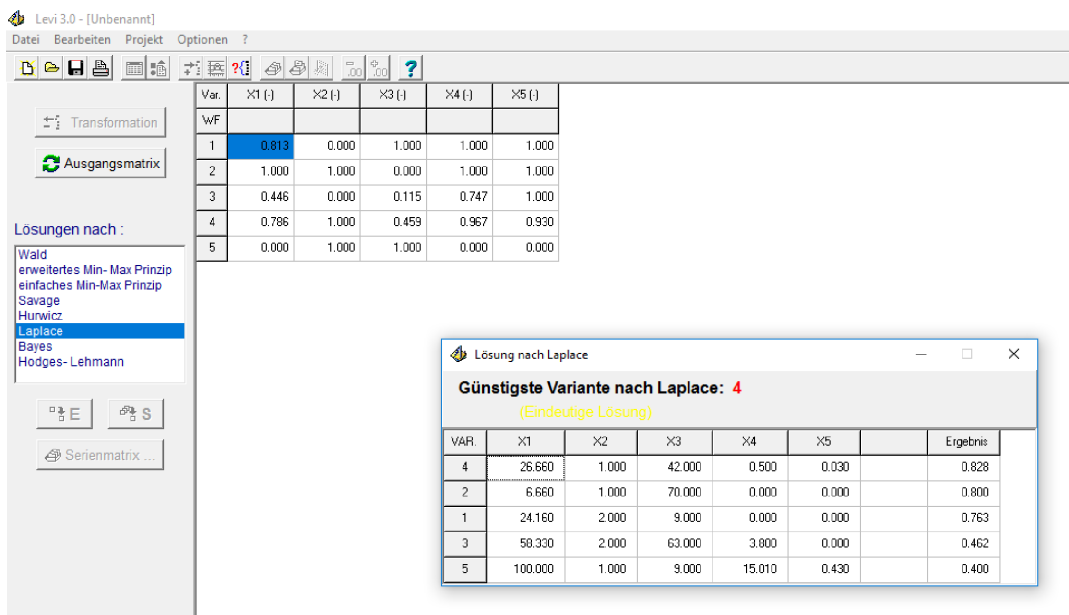 Levi 3.0 - [Unbenannt]
Datei Bearbeiten Projekt Optionen ?
Transformation
Ausgangsmatrix
Lösungen nach :
Wald
erweitertes Min- Max Prinzip
einfaches Min-Max Prinzip
Savage
Hurwicz
Laplace
Bayes
Hodges- Lehmann
E S
Serienmatrix ...
Var. X1 (-) X2 (-) X3 (-) X4 (-) X5 (-)
WF
1 0.813 0.000 1.000 1.000 1.000
2 1.000 1.000 0.000 1.000 1.000
3 0.446 0.000 0.115 0.747 1.000
4 0.786 1.000 0.459 0.967 0.930
5 0.000 1.000 1.000 0.000 0.000
Lösung nach Laplace
Günstigste Variante nach Laplace: 4
(Eindeutige Lösung)
VAR. X1 X2 X3 X4 X5 Ergebnis
4 26.660 1.000 42.000 0.500 0.030 0.828
2 6.660 1.000 70.000 0.000 0.000 0.800
1 24.160 2.000 9.000 0.000 0.000 0.763
3 58.330 2.000 63.000 3.800 0.000 0.462
5 100.000 1.000 9.000 15.010 0.430 0.400